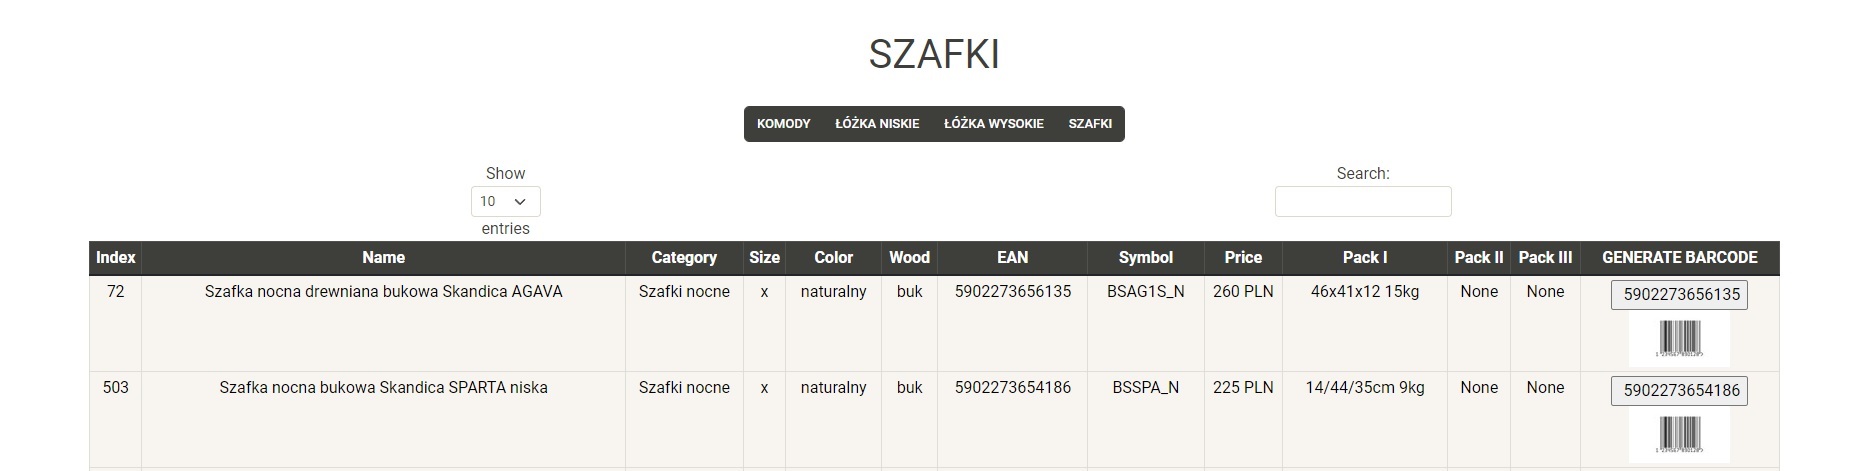 SZAFKI
KOMODY ŁÓŻKA NISKIE ŁÓŻKA WYSOKIE SZAFKI
Show
10
entries
Search:
Index Name Category Size Color Wood EAN Symbol Price Pack I Pack II Pack III GENERATE BARCODE
72 Szafka nocna drewniana bukowa Skandica AGAVA Szafki nocne x naturalny buk 5902273656135 BSAG1S_N 260 PLN 46x41x12 15kg None None 5902273656135
503 Szafka nocna bukowa Skandica SPARTA niska Szafki nocne x naturalny buk 5902273654186 BSSPA_N 225 PLN 14/44/35cm 9kg None None 5902273654186